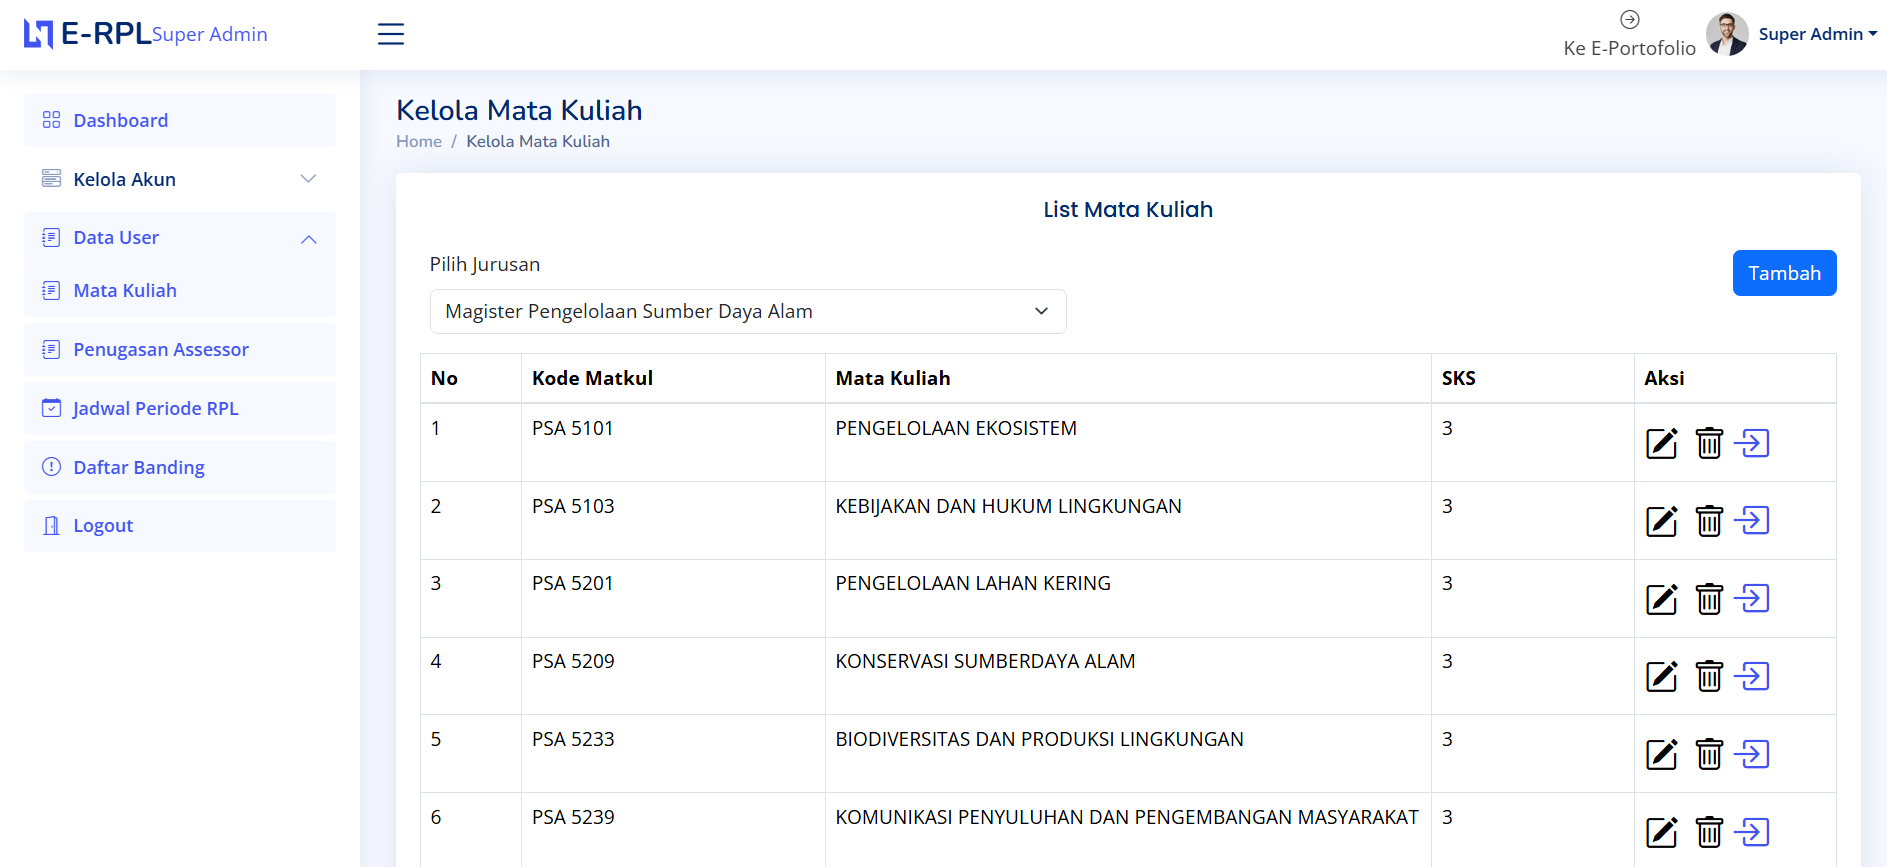 E-RPL Super Admin
Ke E-Portofolio
Super Admin
Dashboard
Kelola Akun
Data User
Mata Kuliah
Penugasan Assessor
Jadwal Periode RPL
Daftar Banding
Logout
Kelola Mata Kuliah
Home / Kelola Mata Kuliah
List Mata Kuliah
Pilih Jurusan
Tambah
Magister Pengelolaan Sumber Daya Alam
No Kode Matkul Mata Kuliah SKS Aksi
1 PSA 5101 PENGELOLAAN EKOSISTEM 3
2 PSA 5103 KEBIJAKAN DAN HUKUM LINGKUNGAN 3
3 PSA 5201 PENGELOLAAN LAHAN KERING 3
4 PSA 5209 KONSERVASI SUMBERDAYA ALAM 3
5 PSA 5233 BIODIVERSITAS DAN PRODUKSI LINGKUNGAN 3
6 PSA 5239 KOMUNIKASI PENYULUHAN DAN PENGEMBANGAN MASYARAKAT 3